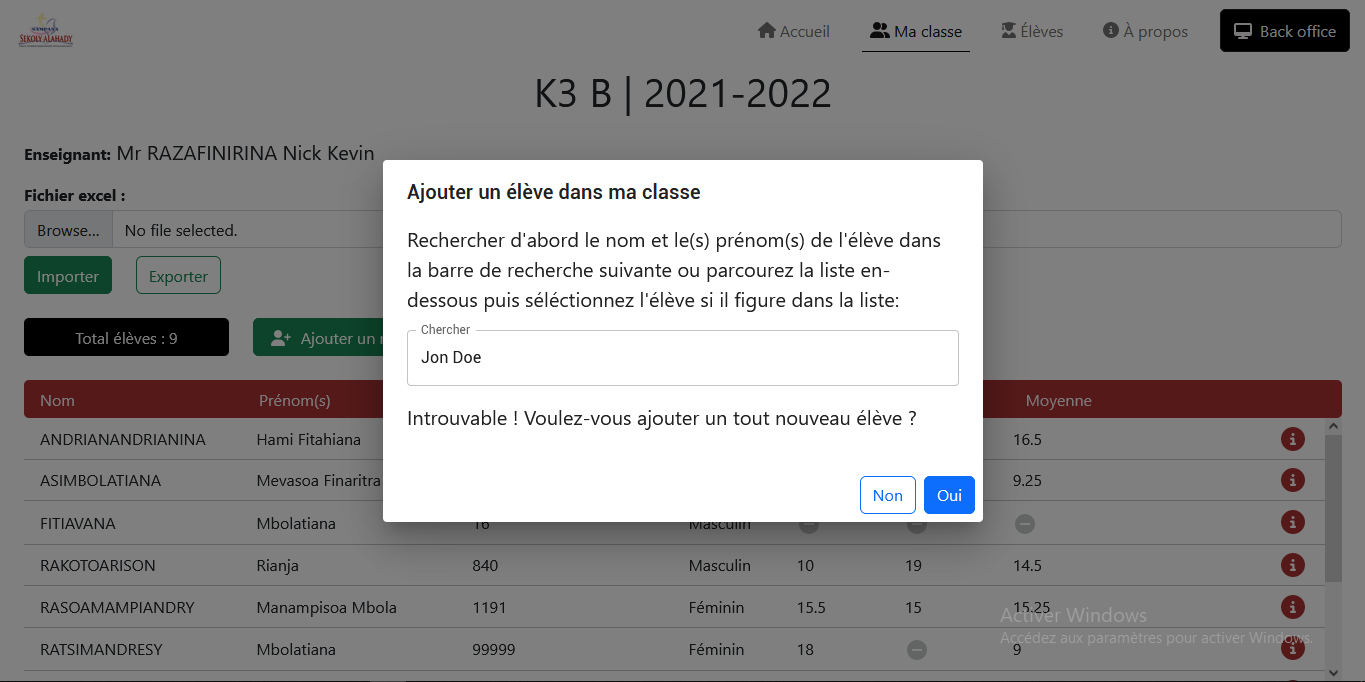 SEKOLY ALAHADY
Accueil
Ma classe
Élèves
À propos
Back office
K3 B | 2021-2022
Enseignant: Mr RAZAFINIRINA Nick Kevin
Fichier excel :
Browse... No file selected.
Importer
Exporter
Total élèves : 9
Ajouter un
Ajouter un élève dans ma classe
Rechercher d'abord le nom et le(s) prénom(s) de l'élève dans
la barre de recherche suivante ou parcourez la liste en-
dessous puis séléctionnez l'élève si il figure dans la liste:
Chercher
Jon Doe
Introuvable ! Voulez-vous ajouter un tout nouveau élève ?
Non
Oui
Nom Prénom(s) Moyenne
ANDRIANANDRIANINA Hami Fitahiana 16.5
ASIMBOLATIANA Mevasoa Finaritra 9.25
FITIAVANA Mbolatiana 16 Masculin
RAKOTOARISON Rianja 840 Masculin 10 19 14.5
RASOAMAMPIANDRY Manampisoa Mbola 1191 Féminin 15.5 15 15.25
RATSIMANDRESY Mbolatiana 99999 Féminin 18 9
Activer Windows
Accédez aux paramètres pour activer Windows.